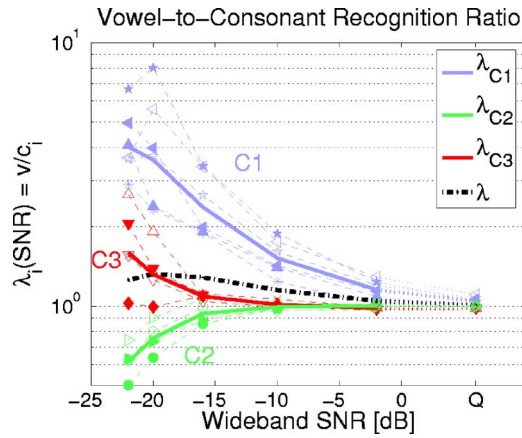 Vowel-to-Consonant Recognition Ratio
10¹
λ_C1
λ_C2
λ_C3
λ
C1
λ_i(SNR) = v/c_i
C3
10⁰
C2
-25 -20 -15 -10 -5 0 Q
Wideband SNR [dB]